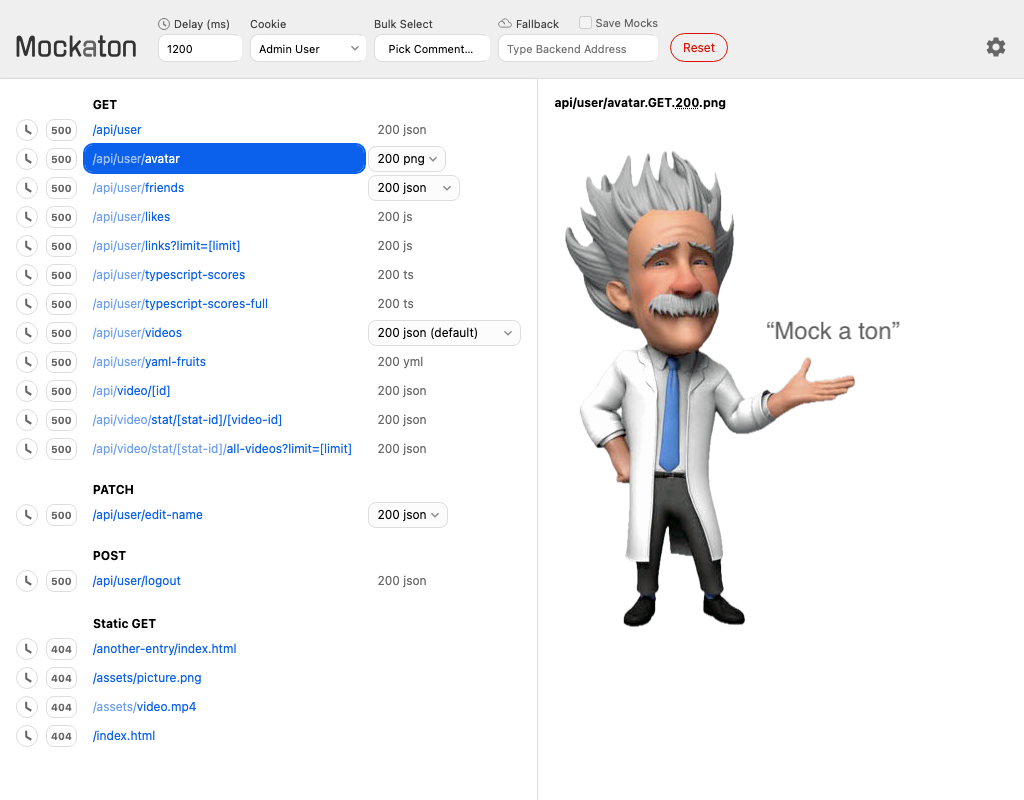 Mockaton
Delay (ms)
1200
Cookie
Admin User
Bulk Select
Pick Comment...
Fallback
Save Mocks
Type Backend Address
Reset
GET
500 /api/user 200 json
500 /api/user/avatar 200 png
500 /api/user/friends 200 json
500 /api/user/likes 200 js
500 /api/user/links?limit=[limit] 200 js
500 /api/user/typescript-scores 200 ts
500 /api/user/typescript-scores-full 200 ts
500 /api/user/videos 200 json (default)
500 /api/user/yaml-fruits 200 yml
500 /api/video/[id] 200 json
500 /api/video/stat/[stat-id]/[video-id] 200 json
500 /api/video/stat/[stat-id]/all-videos?limit=[limit] 200 json
PATCH
500 /api/user/edit-name 200 json
POST
500 /api/user/logout 200 json
Static GET
404 /another-entry/index.html
404 /assets/picture.png
404 /assets/video.mp4
404 /index.html
api/user/avatar.GET.200.png
“Mock a ton”